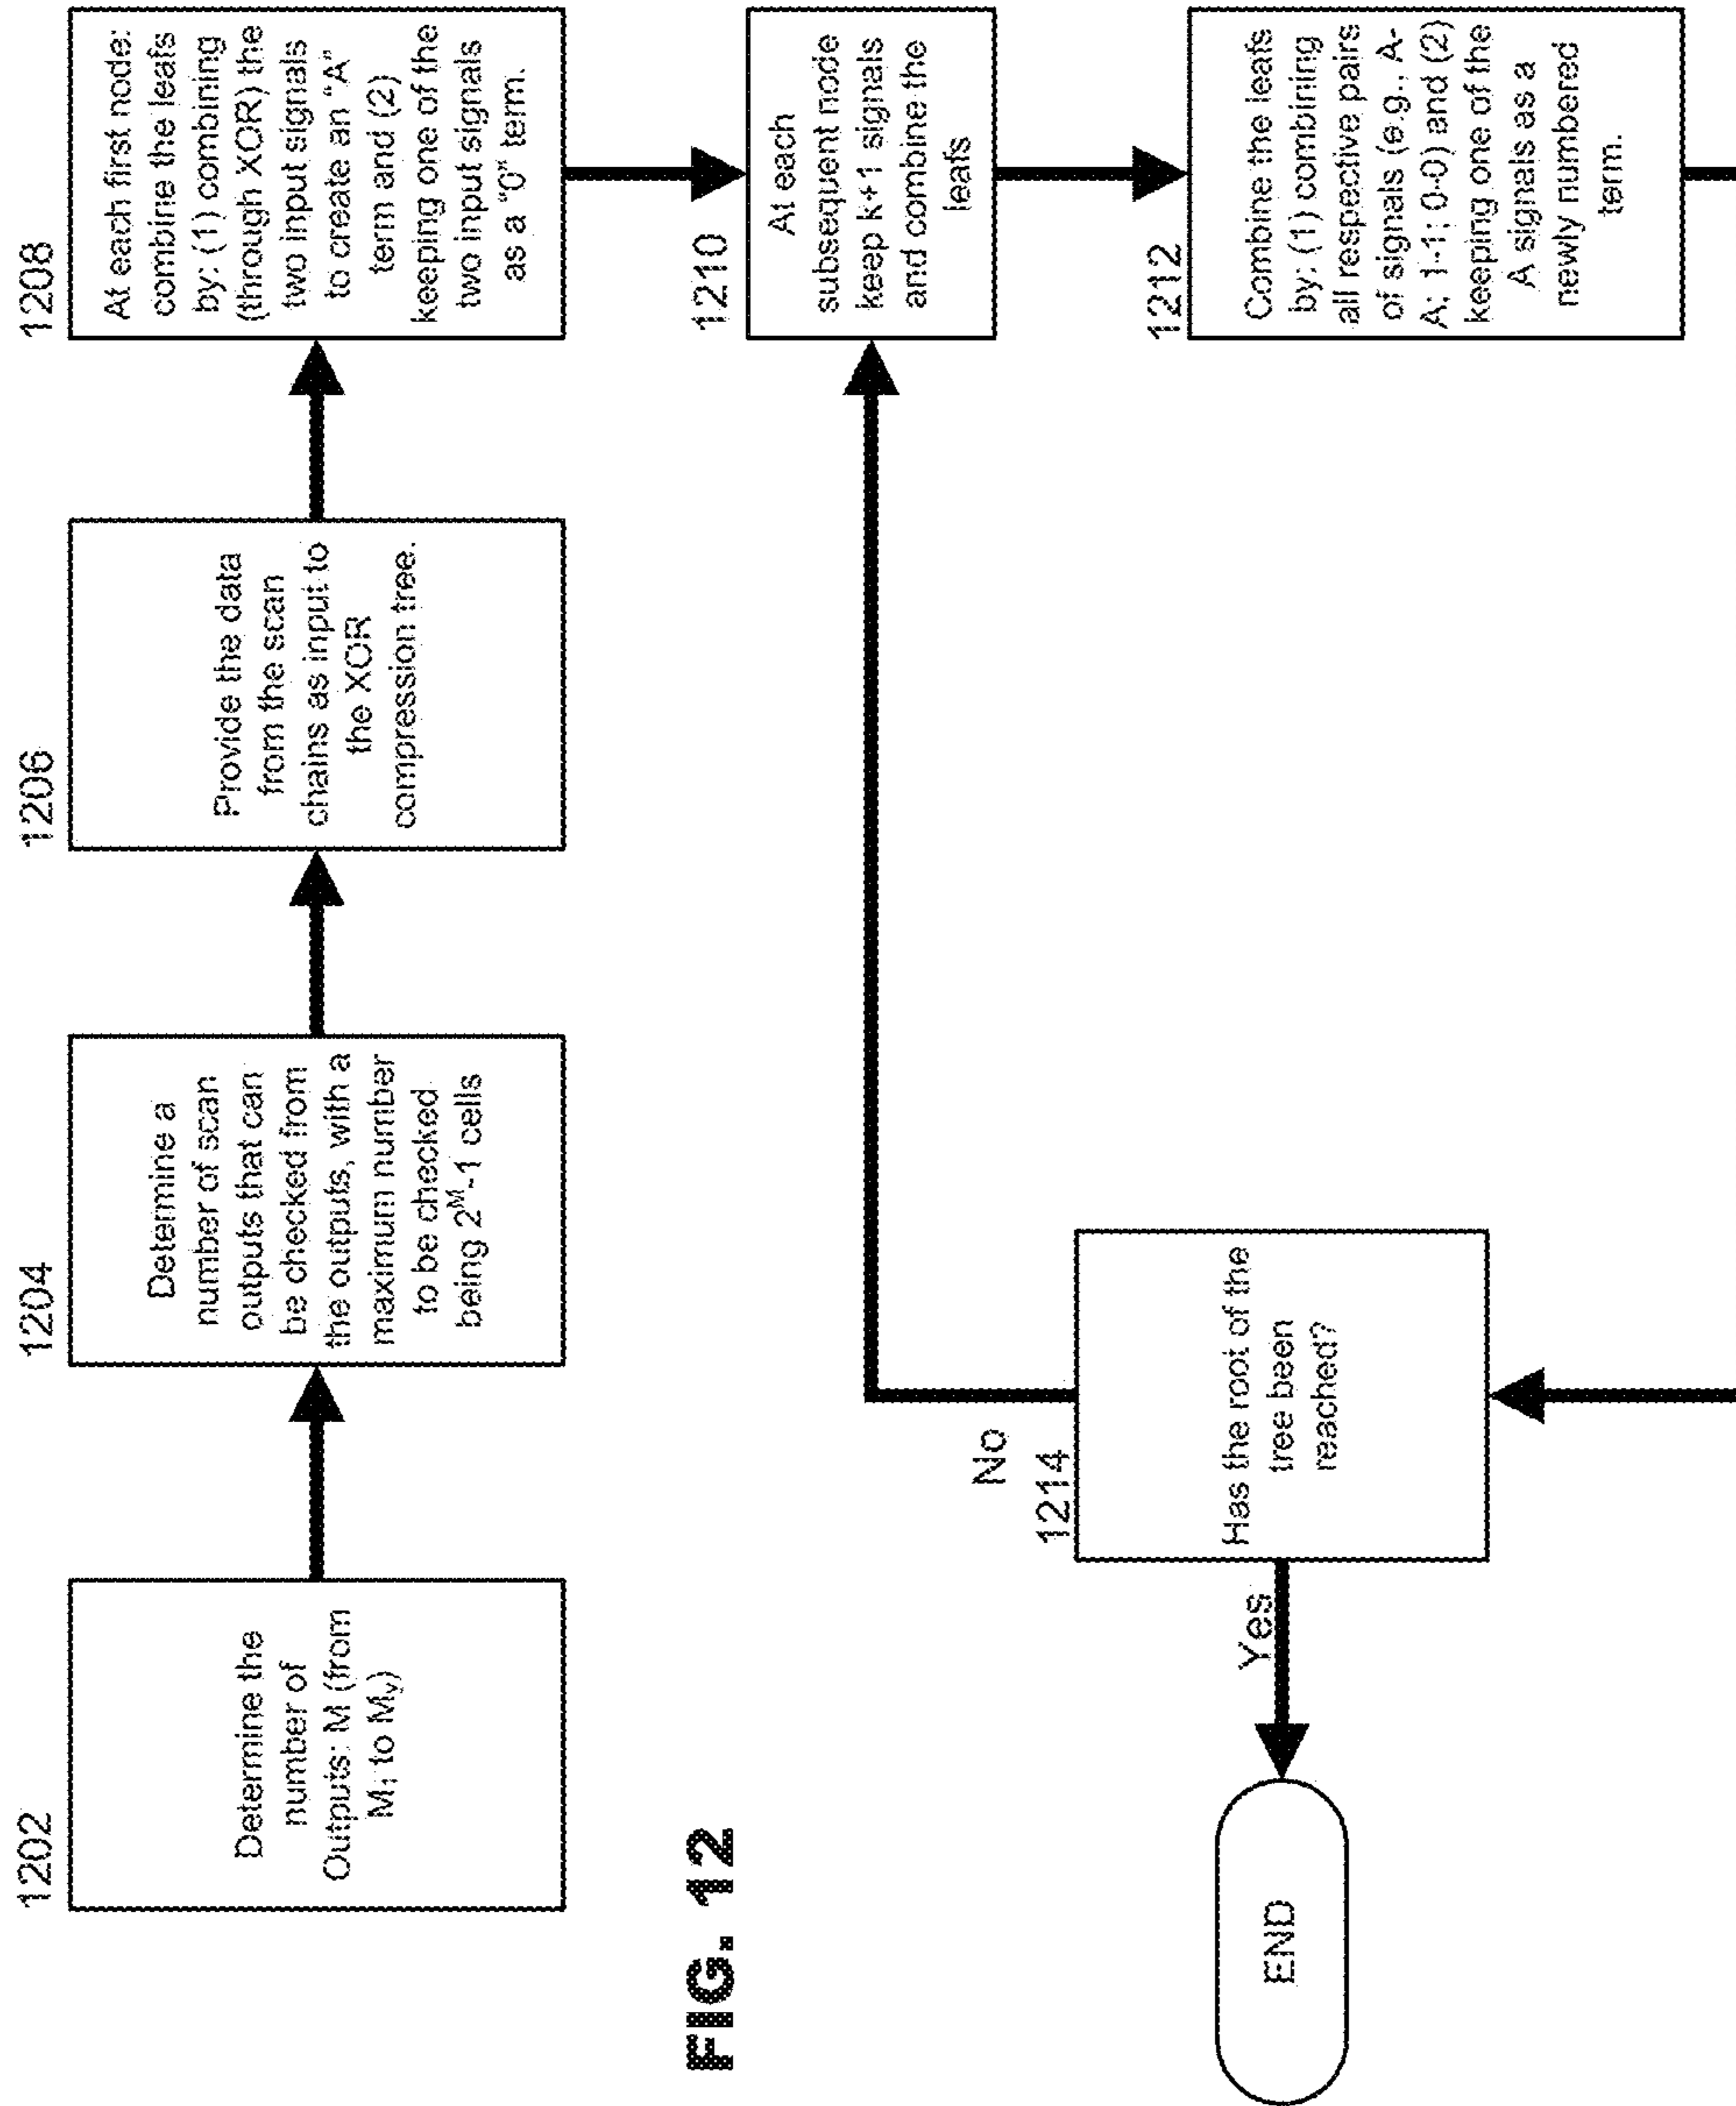 1202
Determine the
number of
Outputs: M (from
M₁ to Mᵧ)
1204
Determine a
number of scan
outputs that can
be checked from
the outputs, with a
maximum number
to be checked
being 2ᴹ-1 cells
1206
Provide the data
from the scan
chains as input to
the XOR
compression tree.
1208
At each first node:
combine the leafs
by: (1) combining
(through XOR) the
two input signals
to create an "A"
term and (2)
keeping one of the
two input signals
as a "0" term.
1210
At each
subsequent node
keep k+1 signals
and combine the
leafs
1212
Combine the leafs
by: (1) combining
all respective pairs
of signals (e.g., A-
A; 1-1; 0-0) and (2)
keeping one of the
A signals as a
newly numbered
term.
1214
Has the root of the
tree been
reached?
No
Yes
END
FIG. 12